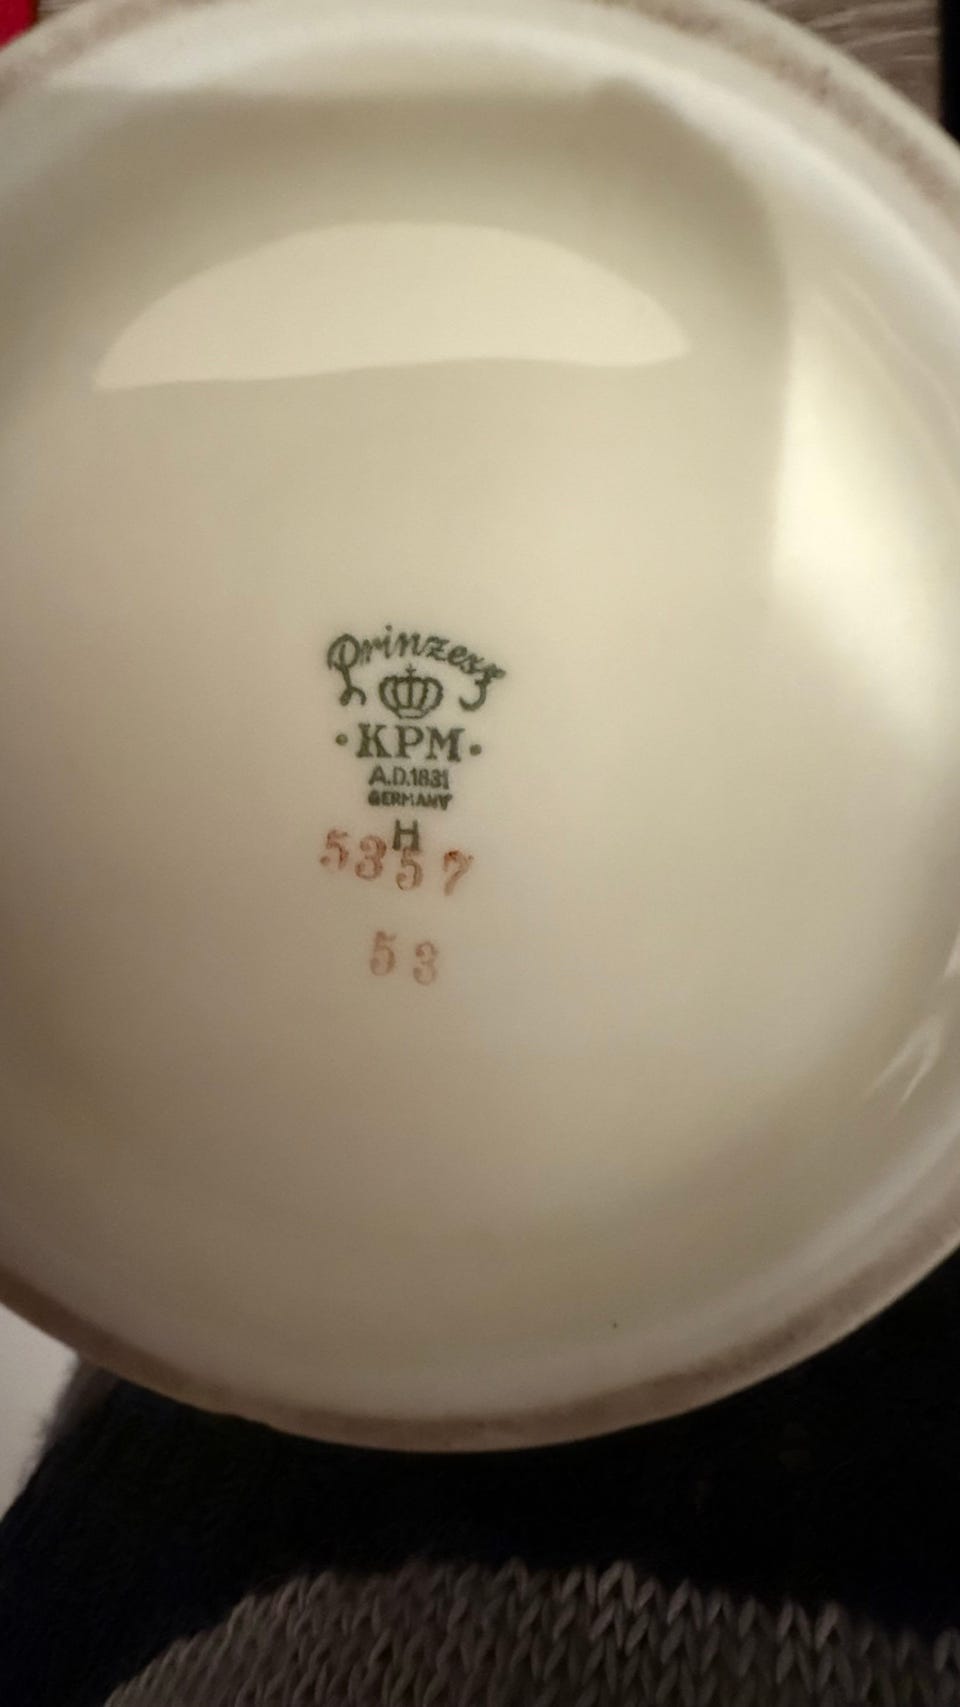 Prinzess
·KPM·
A.D.1831
GERMANY
H
5357
53